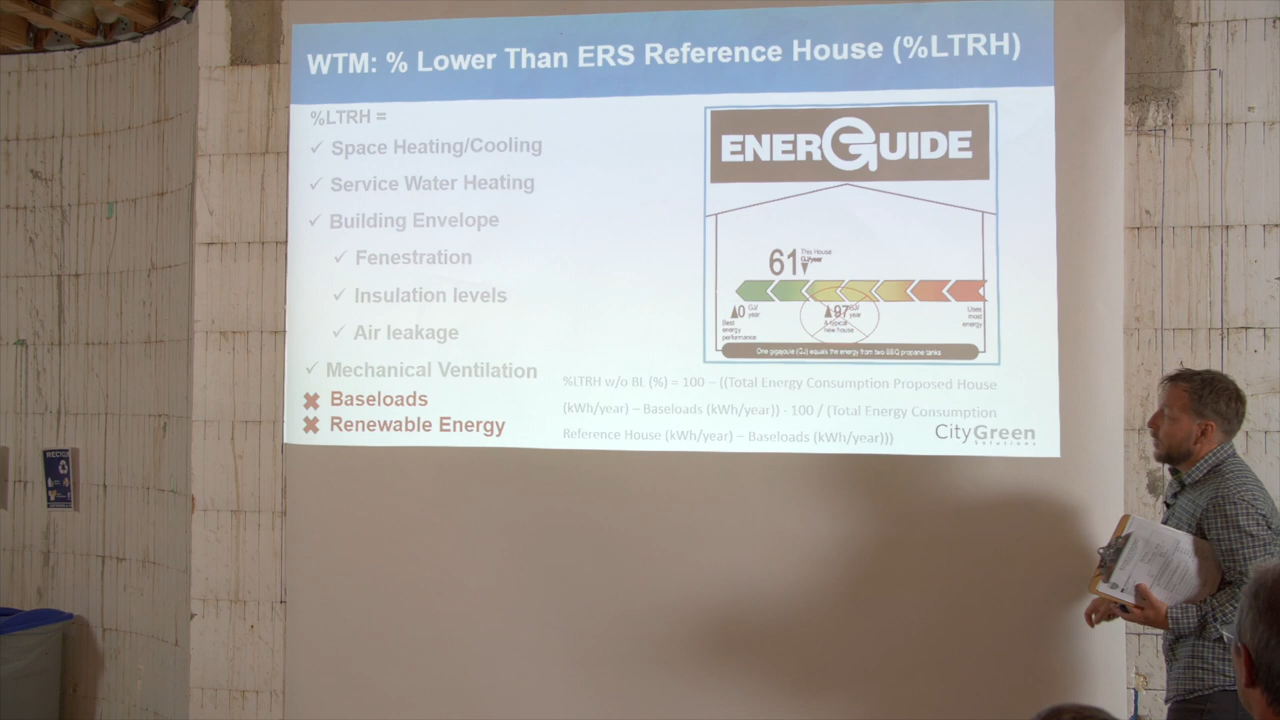 WTM: % Lower Than ERS Reference House (%LTRH)
%LTRH =
✓ Space Heating/Cooling
✓ Service Water Heating
✓ Building Envelope
✓ Fenestration
✓ Insulation levels
✓ Air leakage
✓ Mechanical Ventilation
✖ Baseloads
✖ Renewable Energy
ENERGUIDE
61
This House
GJ/year
0 GJ/
year
Best
energy
performance
97 GJ/
year
A typical
new house
Uses
most
energy
One gigajoule (GJ) equals the energy from two BBQ propane tanks
%LTRH w/o BL (%) = 100 – ((Total Energy Consumption Proposed House
(kWh/year) – Baseloads (kWh/year)) · 100 / (Total Energy Consumption
Reference House (kWh/year) – Baseloads (kWh/year)))
CityGreen
Solutions
RECYCLE